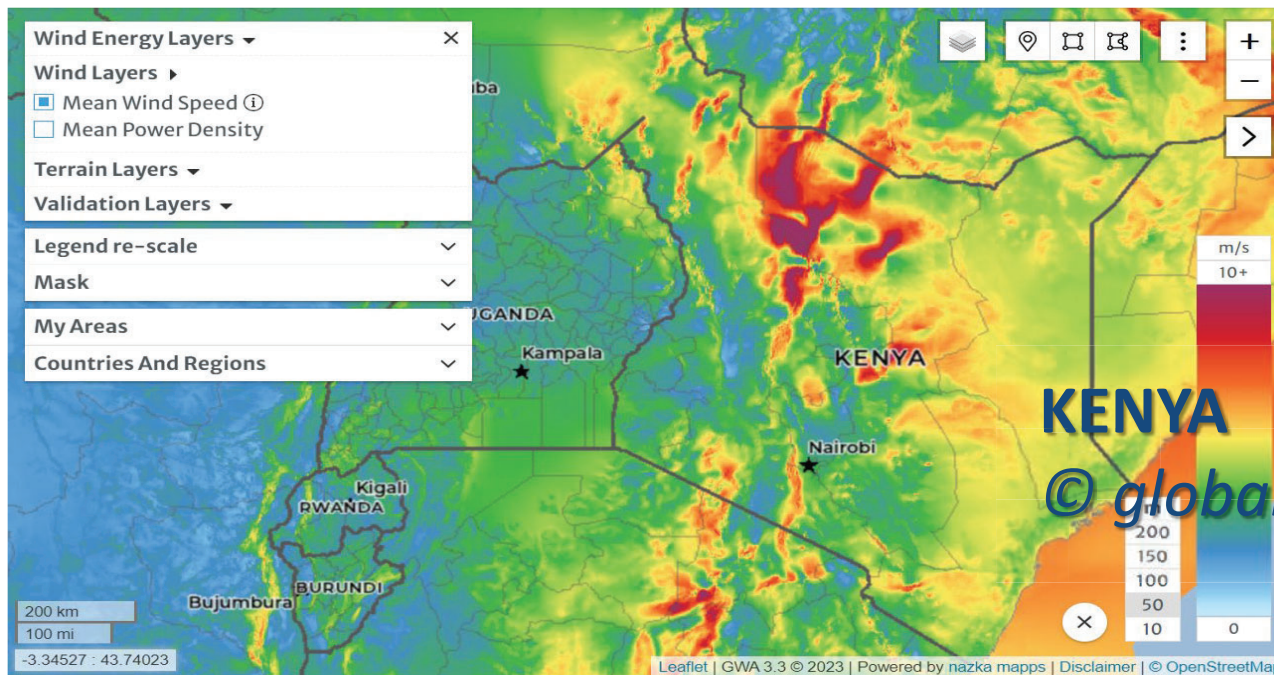 Wind Energy Layers
Wind Layers
Mean Wind Speed
Mean Power Density
Terrain Layers
Validation Layers
Legend re-scale
Mask
My Areas
Countries And Regions
ba
UGANDA
Kampala
KENYA
Nairobi
Kigali
RWANDA
BURUNDI
Bujumbura
KENYA
© global
m/s
10+
0
m
200
150
100
50
10
200 km
100 mi
-3.34527 : 43.74023
Leaflet | GWA 3.3 © 2023 | Powered by nazka mapps | Disclaimer | © OpenStreetMap